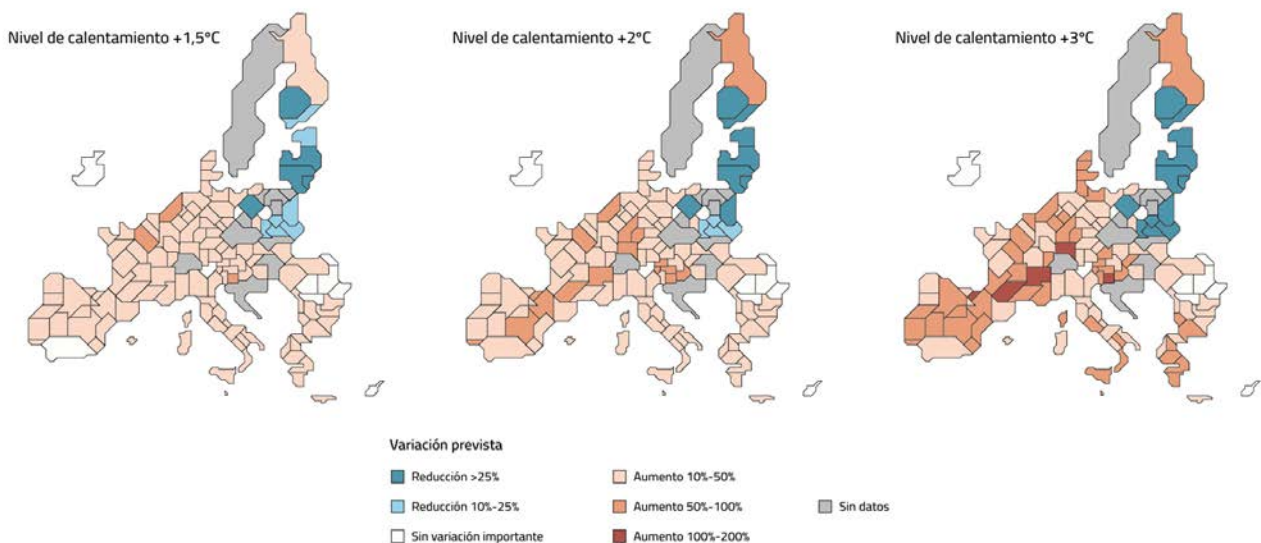 Nivel de calentamiento +1,5°C
Nivel de calentamiento +2°C
Nivel de calentamiento +3°C
Variación prevista
Reducción >25%
Reducción 10%-25%
Sin variación importante
Aumento 10%-50%
Aumento 50%-100%
Aumento 100%-200%
Sin datos